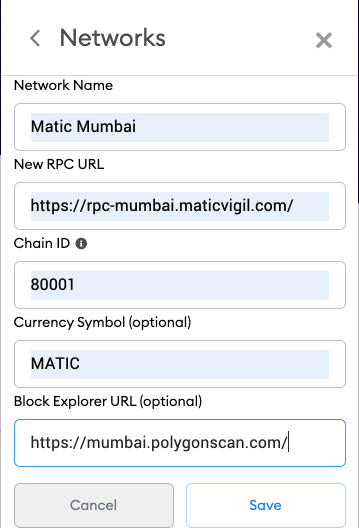 Networks
Network Name
Matic Mumbai
New RPC URL
https://rpc-mumbai.maticvigil.com/
Chain ID
80001
Currency Symbol (optional)
MATIC
Block Explorer URL (optional)
https://mumbai.polygonscan.com/
Cancel Save